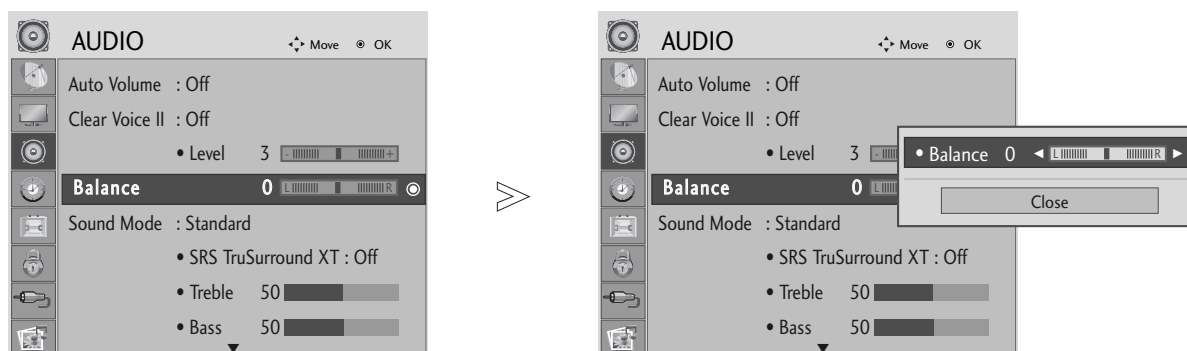 AUDIO Move OK
Auto Volume : Off
Clear Voice II : Off
• Level 3 - +
Balance 0 L R
Sound Mode : Standard
• SRS TruSurround XT : Off
• Treble 50
• Bass 50
AUDIO Move OK
Auto Volume : Off
Clear Voice II : Off
• Level 3 -
Balance 0 L
Sound Mode : Standard
• SRS TruSurround XT : Off
• Treble 50
• Bass 50
• Balance 0 L R
Close